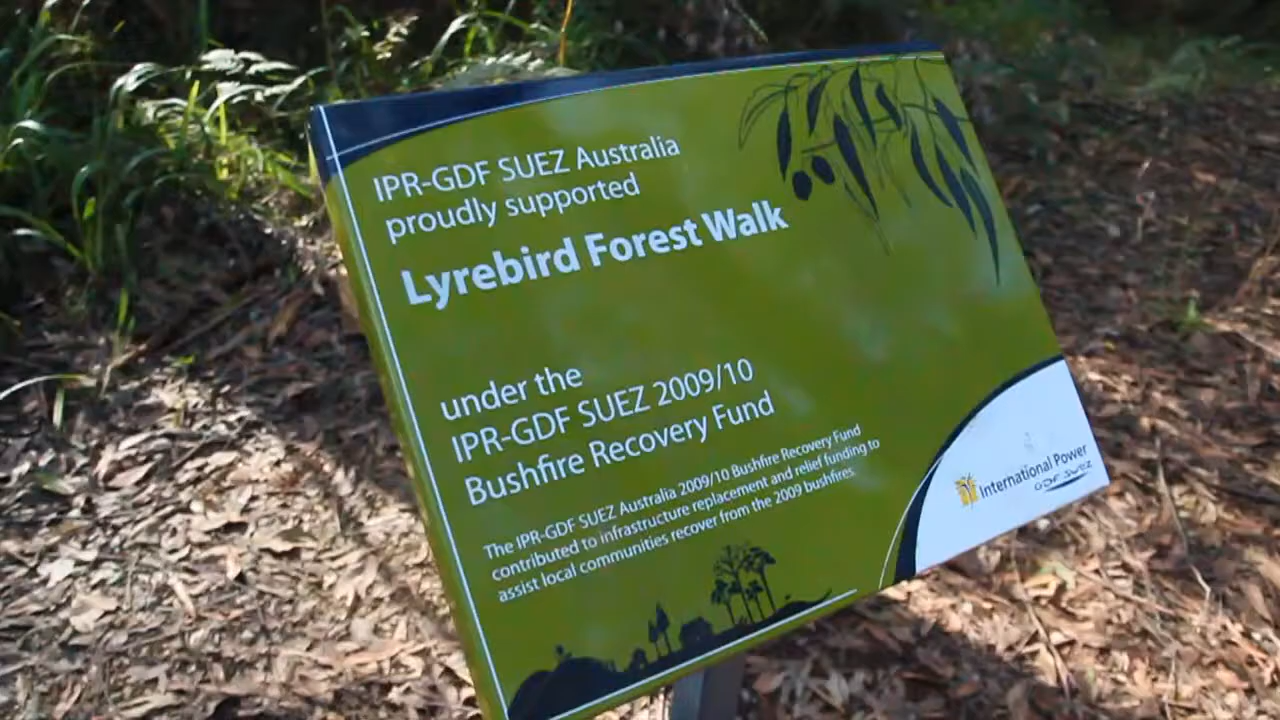 IPR-GDF SUEZ Australia
proudly supported
Lyrebird Forest Walk
under the
IPR-GDF SUEZ 2009/10
Bushfire Recovery Fund
The IPR-GDF SUEZ Australia 2009/10 Bushfire Recovery Fund
contributed to infrastructure replacement and relief funding to
assist local communities recover from the 2009 bushfires.
International Power
GDF SUEZ